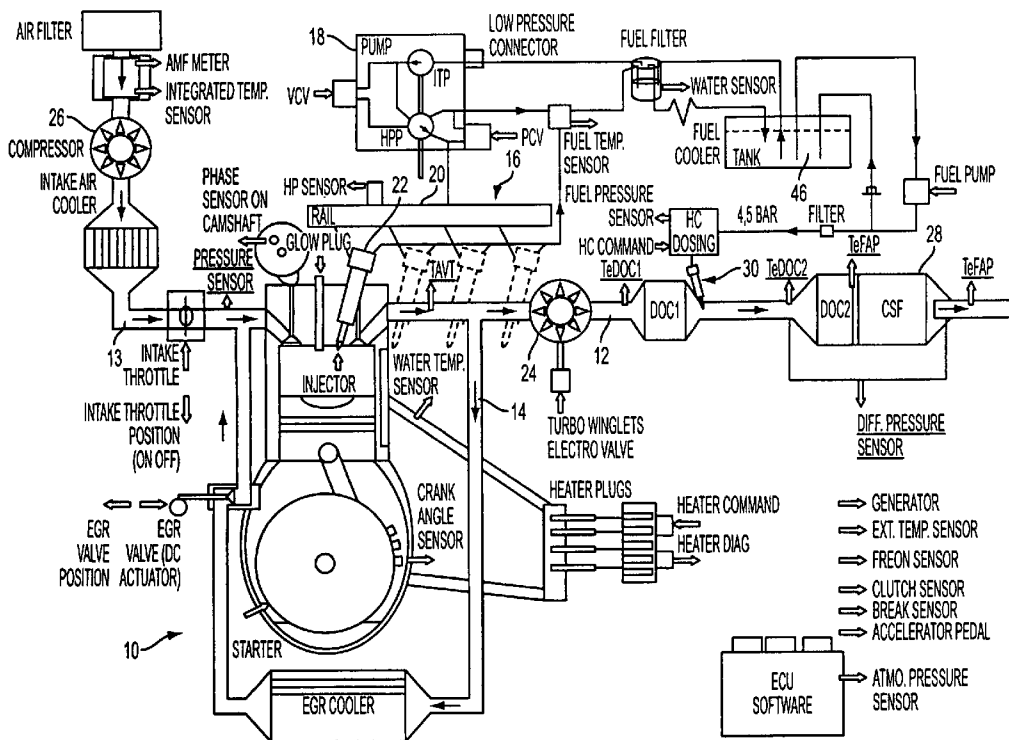 AIR FILTER
AMF METER
INTEGRATED TEMP.
SENSOR
26
COMPRESSOR
INTAKE AIR
COOLER
18
PUMP
ITP
VCV
HPP
PCV
LOW PRESSURE
CONNECTOR
FUEL FILTER
WATER SENSOR
FUEL
COOLER
TANK
46
FUEL TEMP.
SENSOR
FUEL PUMP
20
22
16
HP SENSOR
RAIL
PHASE
SENSOR ON
CAMSHAFT
GLOW PLUG
PRESSURE
SENSOR
FUEL PRESSURE
SENSOR
HC
DOSING
HC COMMAND
4,5 BAR
FILTER
30
TAVT
TeDOC1
TeDOC2
TeFAP
28
TeFAP
DOC1
DOC2
CSF
13
INTAKE
THROTTLE
INTAKE THROTTLE
POSITION
(ON OFF)
INJECTOR
WATER TEMP.
SENSOR
24
12
14
TURBO WINGLETS
ELECTRO VALVE
DIFF. PRESSURE
SENSOR
EGR
VALVE
POSITION
EGR
VALVE (DC
ACTUATOR)
CRANK
ANGLE
SENSOR
HEATER PLUGS
HEATER COMMAND
HEATER DIAG
GENERATOR
EXT. TEMP. SENSOR
FREON SENSOR
CLUTCH SENSOR
BREAK SENSOR
ACCELERATOR PEDAL
10
STARTER
EGR COOLER
ECU
SOFTWARE
ATMO. PRESSURE
SENSOR